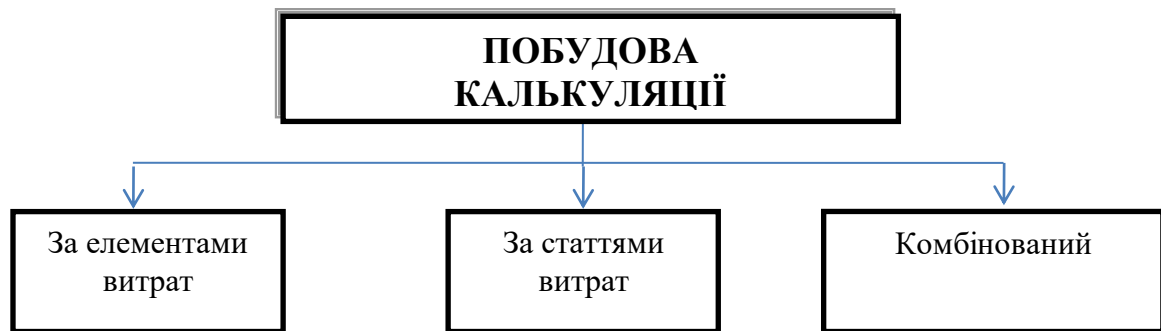 ПОБУДОВА
КАЛЬКУЛЯЦІЇ
За елементами
витрат
За статтями
витрат
Комбінований